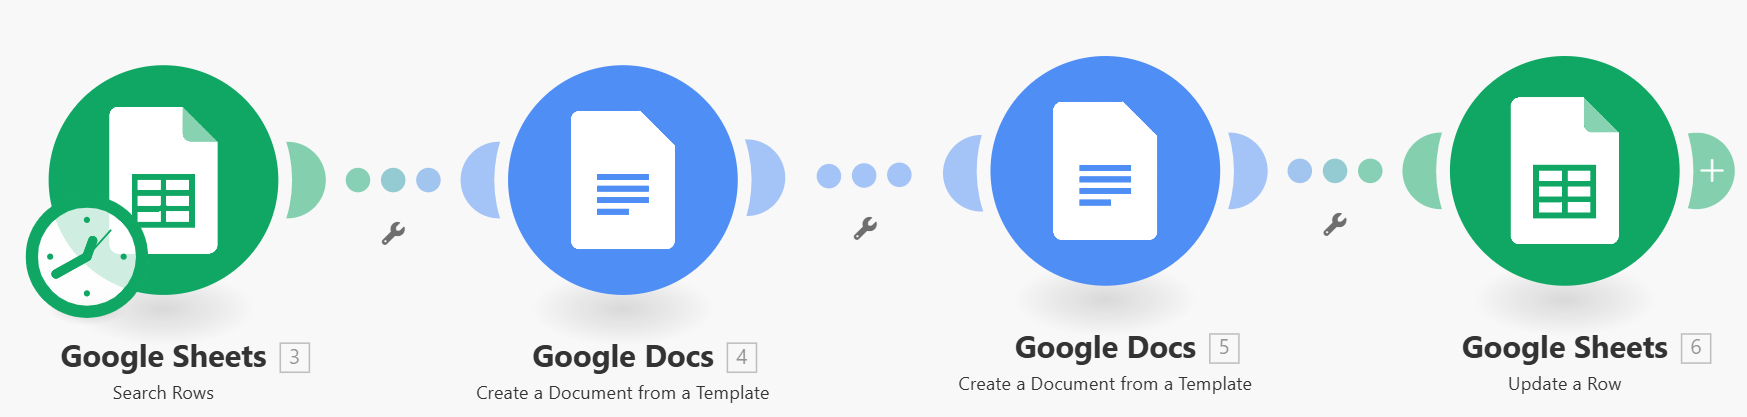 Google Sheets 3
Search Rows
Google Docs 4
Create a Document from a Template
Google Docs 5
Create a Document from a Template
Google Sheets 6
Update a Row